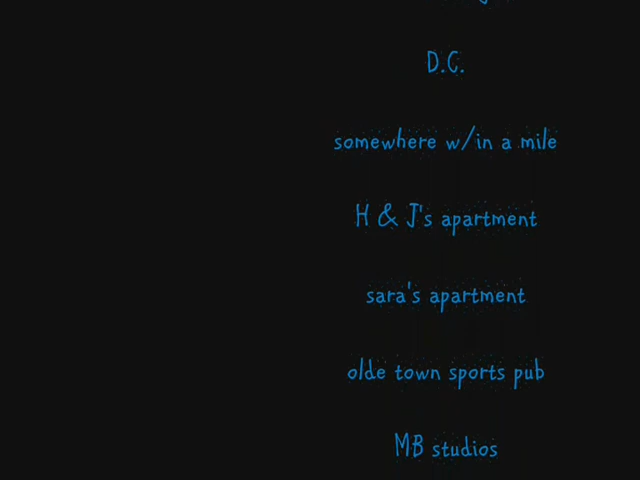 D.C.
somewhere w/in a mile
H & J's apartment
sara's apartment
olde town sports pub
MB studios